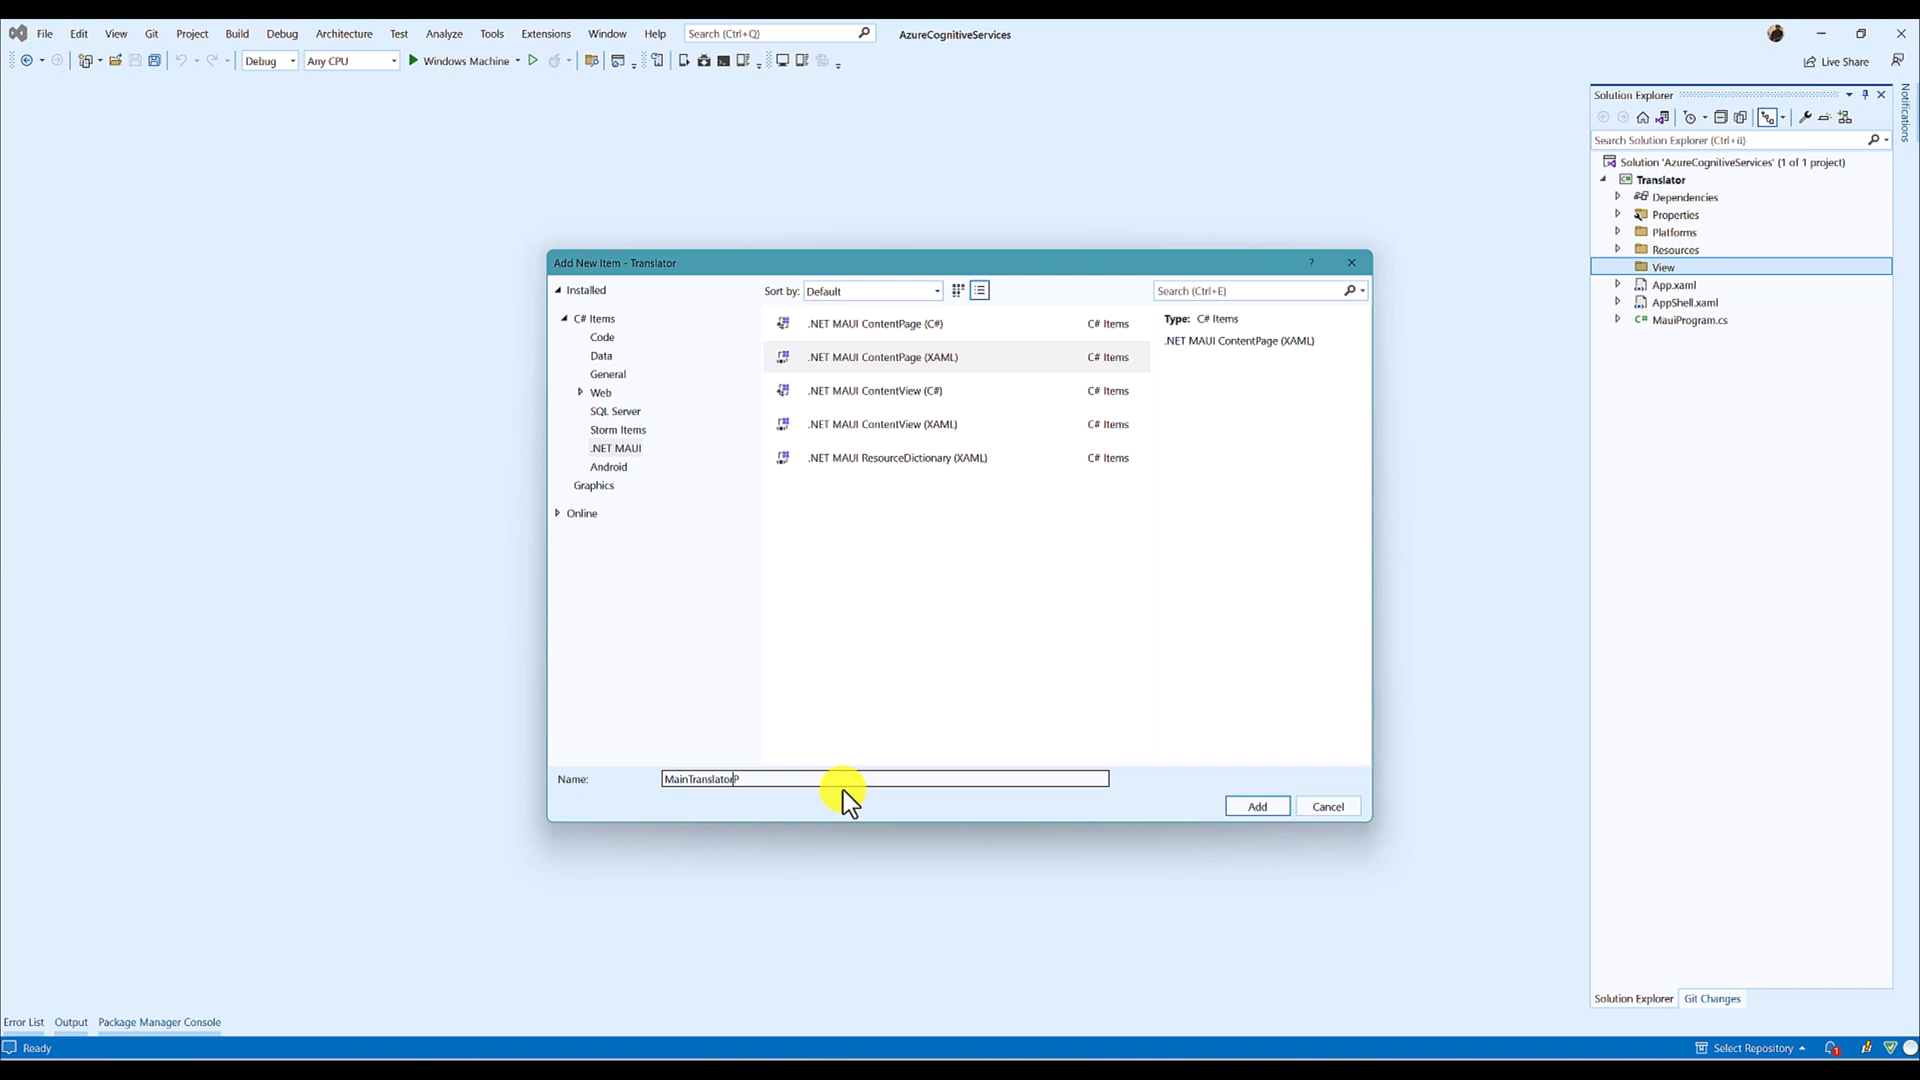 File Edit View Git Project Build Debug Architecture Test Analyze Tools Extensions Window Help Search (Ctrl+Q) AzureCognitiveServices
Debug Any CPU Windows Machine Live Share
Notifications
Solution Explorer
Search Solution Explorer (Ctrl+ü)
Solution 'AzureCognitiveServices' (1 of 1 project)
Translator
Dependencies
Properties
Platforms
Resources
View
App.xaml
AppShell.xaml
C# MauiProgram.cs
Add New Item - Translator
Installed
Sort by: Default
Search (Ctrl+E)
C# Items
Code
Data
General
Web
SQL Server
Storm Items
.NET MAUI
Android
Graphics
Online
.NET MAUI ContentPage (C#) C# Items
.NET MAUI ContentPage (XAML) C# Items
.NET MAUI ContentView (C#) C# Items
.NET MAUI ContentView (XAML) C# Items
.NET MAUI ResourceDictionary (XAML) C# Items
Type: C# Items
.NET MAUI ContentPage (XAML)
Name: MainTranslatorP
Add Cancel
Solution Explorer Git Changes
Error List Output Package Manager Console
Ready Select Repository 1